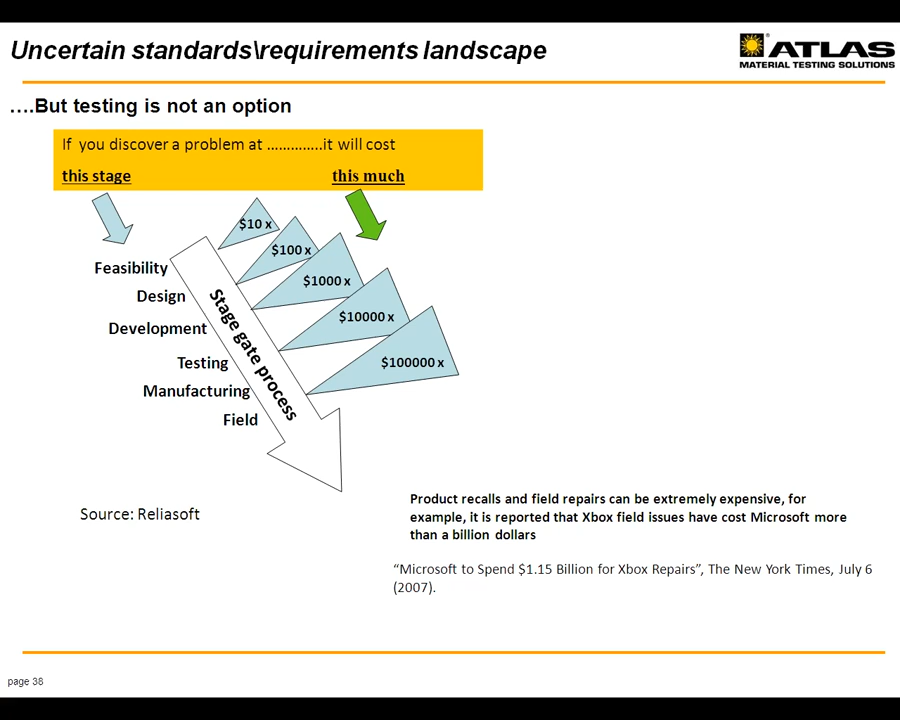 Uncertain standards\requirements landscape
ATLAS
®
MATERIAL TESTING SOLUTIONS
....But testing is not an option
If you discover a problem at ..............it will cost
this stage
this much
$10 x
$100 x
$1000 x
$10000 x
$100000 x
Feasibility
Design
Development
Testing
Manufacturing
Field
Stage gate process
Source: Reliasoft
Product recalls and field repairs can be extremely expensive, for
example, it is reported that Xbox field issues have cost Microsoft more
than a billion dollars
“Microsoft to Spend $1.15 Billion for Xbox Repairs”, The New York Times, July 6
(2007).
page 38